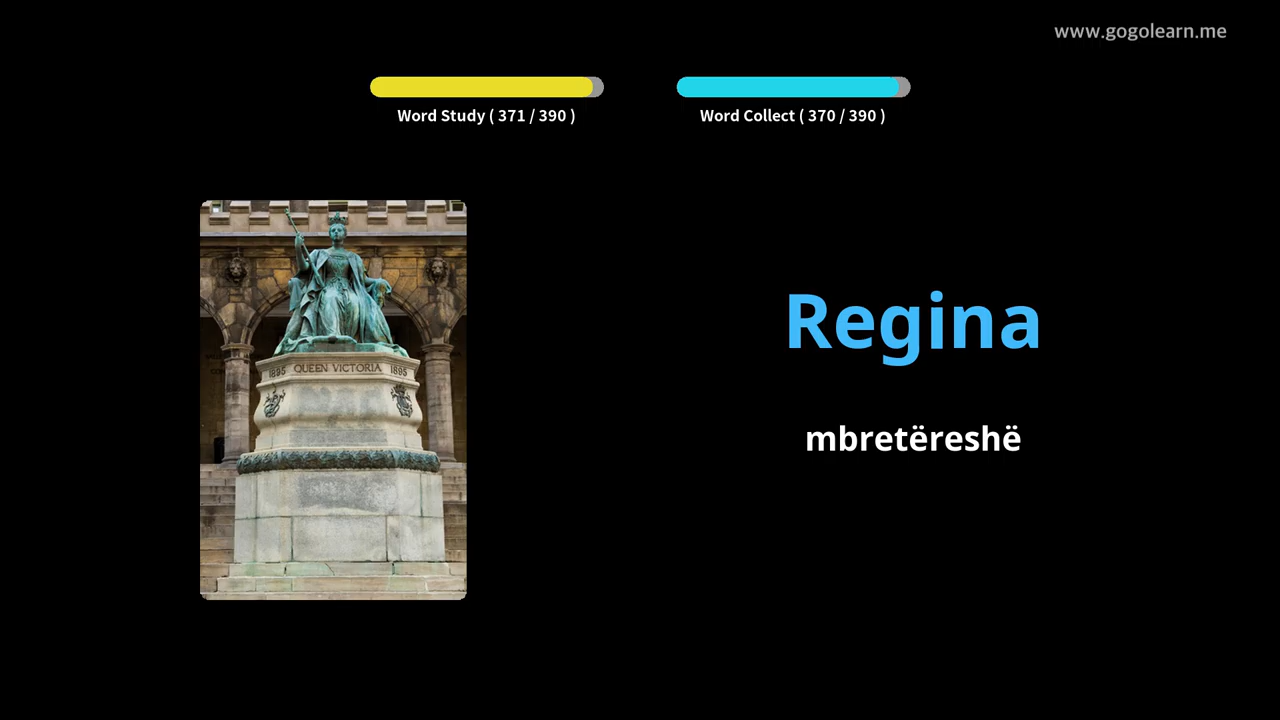 www.gogolearn.me
Word Study ( 371 / 390 )
Word Collect ( 370 / 390 )
1895 QUEEN VICTORIA 1895
Regina
mbretëreshë